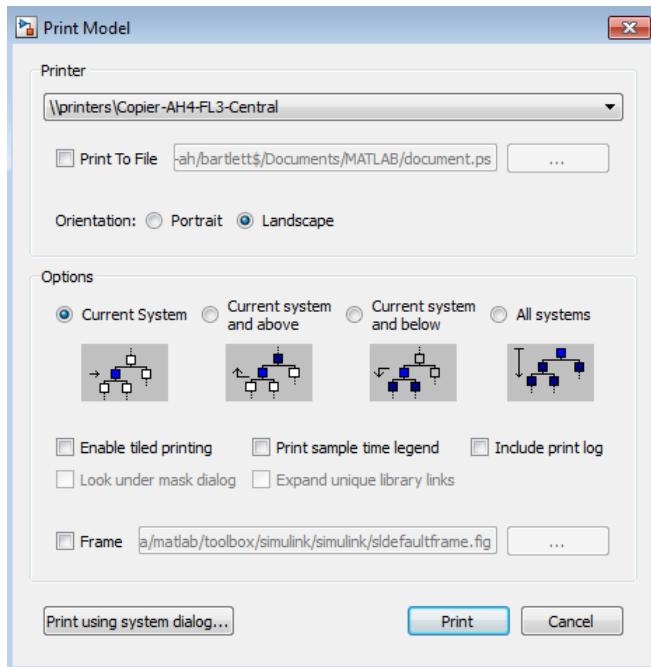 Print Model
Printer
\\printers\Copier-AH4-FL3-Central
Print To File
-ah/bartlett$/Documents/MATLAB/document.ps
...
Orientation:
Portrait
Landscape
Options
Current System
Current system
and above
Current system
and below
All systems
Enable tiled printing
Print sample time legend
Include print log
Look under mask dialog
Expand unique library links
Frame
a/matlab/toolbox/simulink/simulink/sldefaultframe.fig
...
Print using system dialog...
Print
Cancel